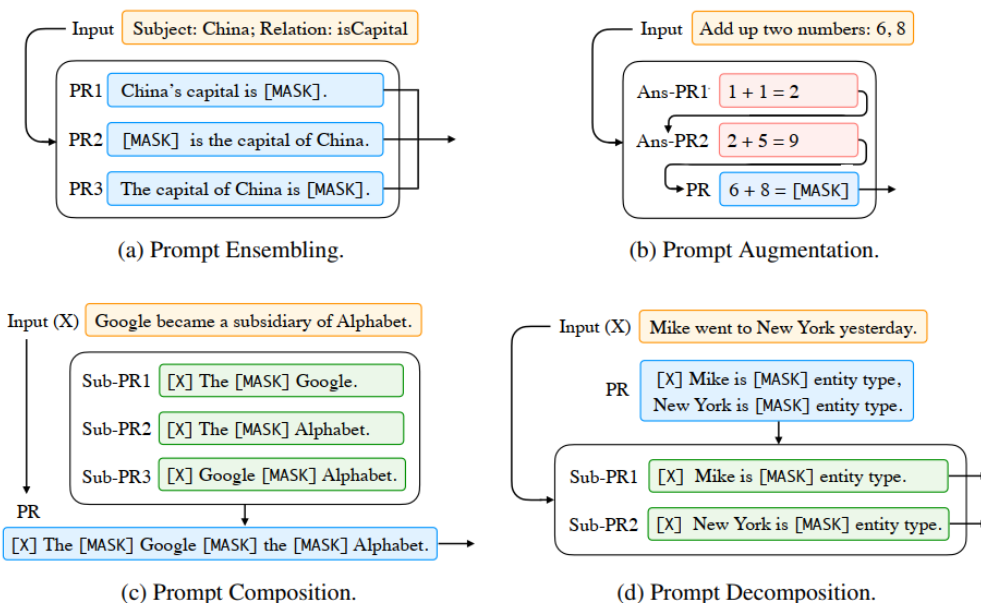 Input Subject: China; Relation: isCapital
PR1 China's capital is [MASK].
PR2 [MASK] is the capital of China.
PR3 The capital of China is [MASK].
(a) Prompt Ensembling.
Input Add up two numbers: 6, 8
Ans-PR1 1 + 1 = 2
Ans-PR2 2 + 5 = 9
PR 6 + 8 = [MASK]
(b) Prompt Augmentation.
Input (X) Google became a subsidiary of Alphabet.
Sub-PR1 [X] The [MASK] Google.
Sub-PR2 [X] The [MASK] Alphabet.
Sub-PR3 [X] Google [MASK] Alphabet.
PR
[X] The [MASK] Google [MASK] the [MASK] Alphabet.
(c) Prompt Composition.
Input (X) Mike went to New York yesterday.
PR [X] Mike is [MASK] entity type,
New York is [MASK] entity type.
Sub-PR1 [X] Mike is [MASK] entity type.
Sub-PR2 [X] New York is [MASK] entity type.
(d) Prompt Decomposition.